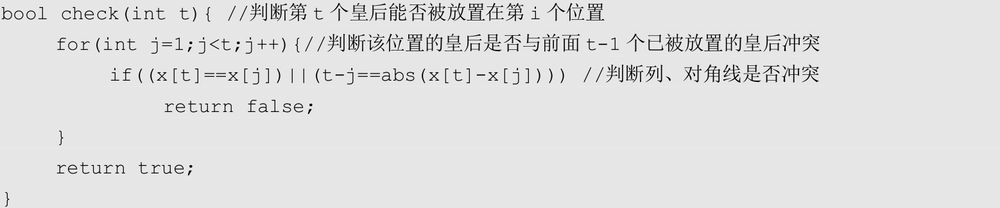 bool check(int t){ //判断第 t 个皇后能否被放置在第 i 个位置
for(int j=1;j<t;j++){//判断该位置的皇后是否与前面 t-1 个已被放置的皇后冲突
if((x[t]==x[j])||(t-j==abs(x[t]-x[j]))) //判断列、对角线是否冲突
return false;
}
return true;
}